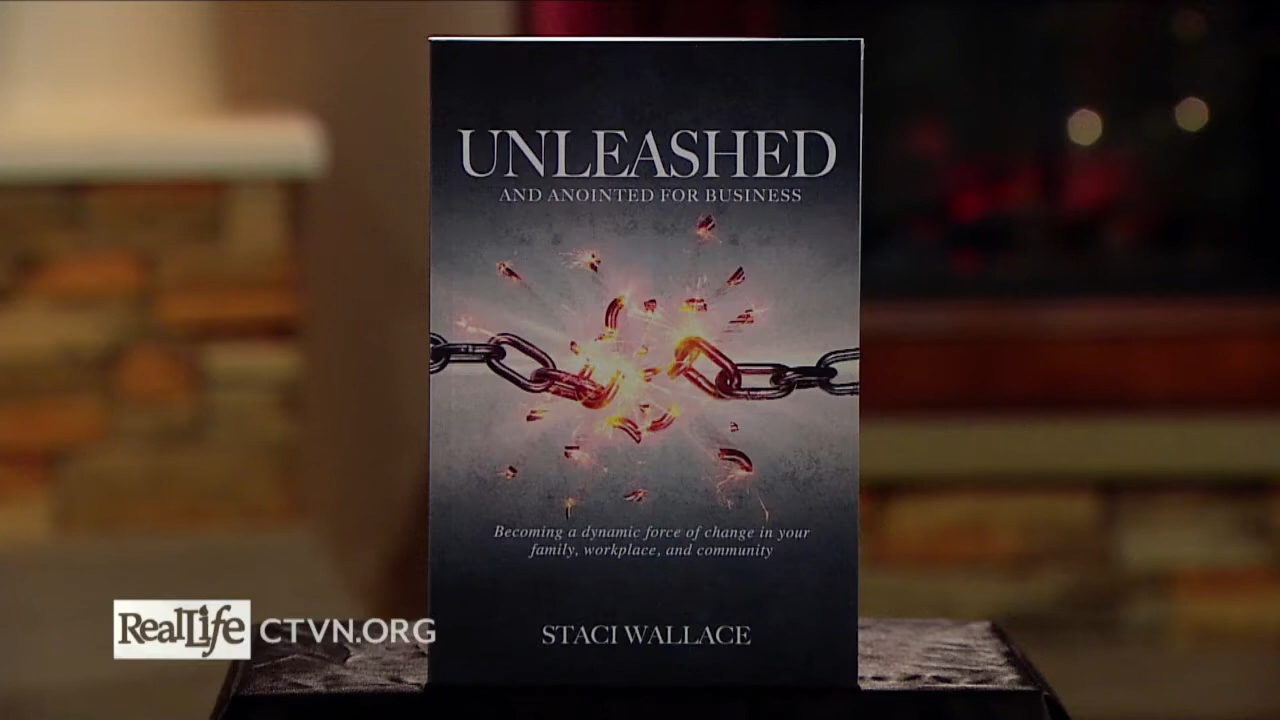 UNLEASHED
AND ANOINTED FOR BUSINESS
Becoming a dynamic force of change in your
family, workplace, and community
STACI WALLACE
RealLife CTVN.ORG